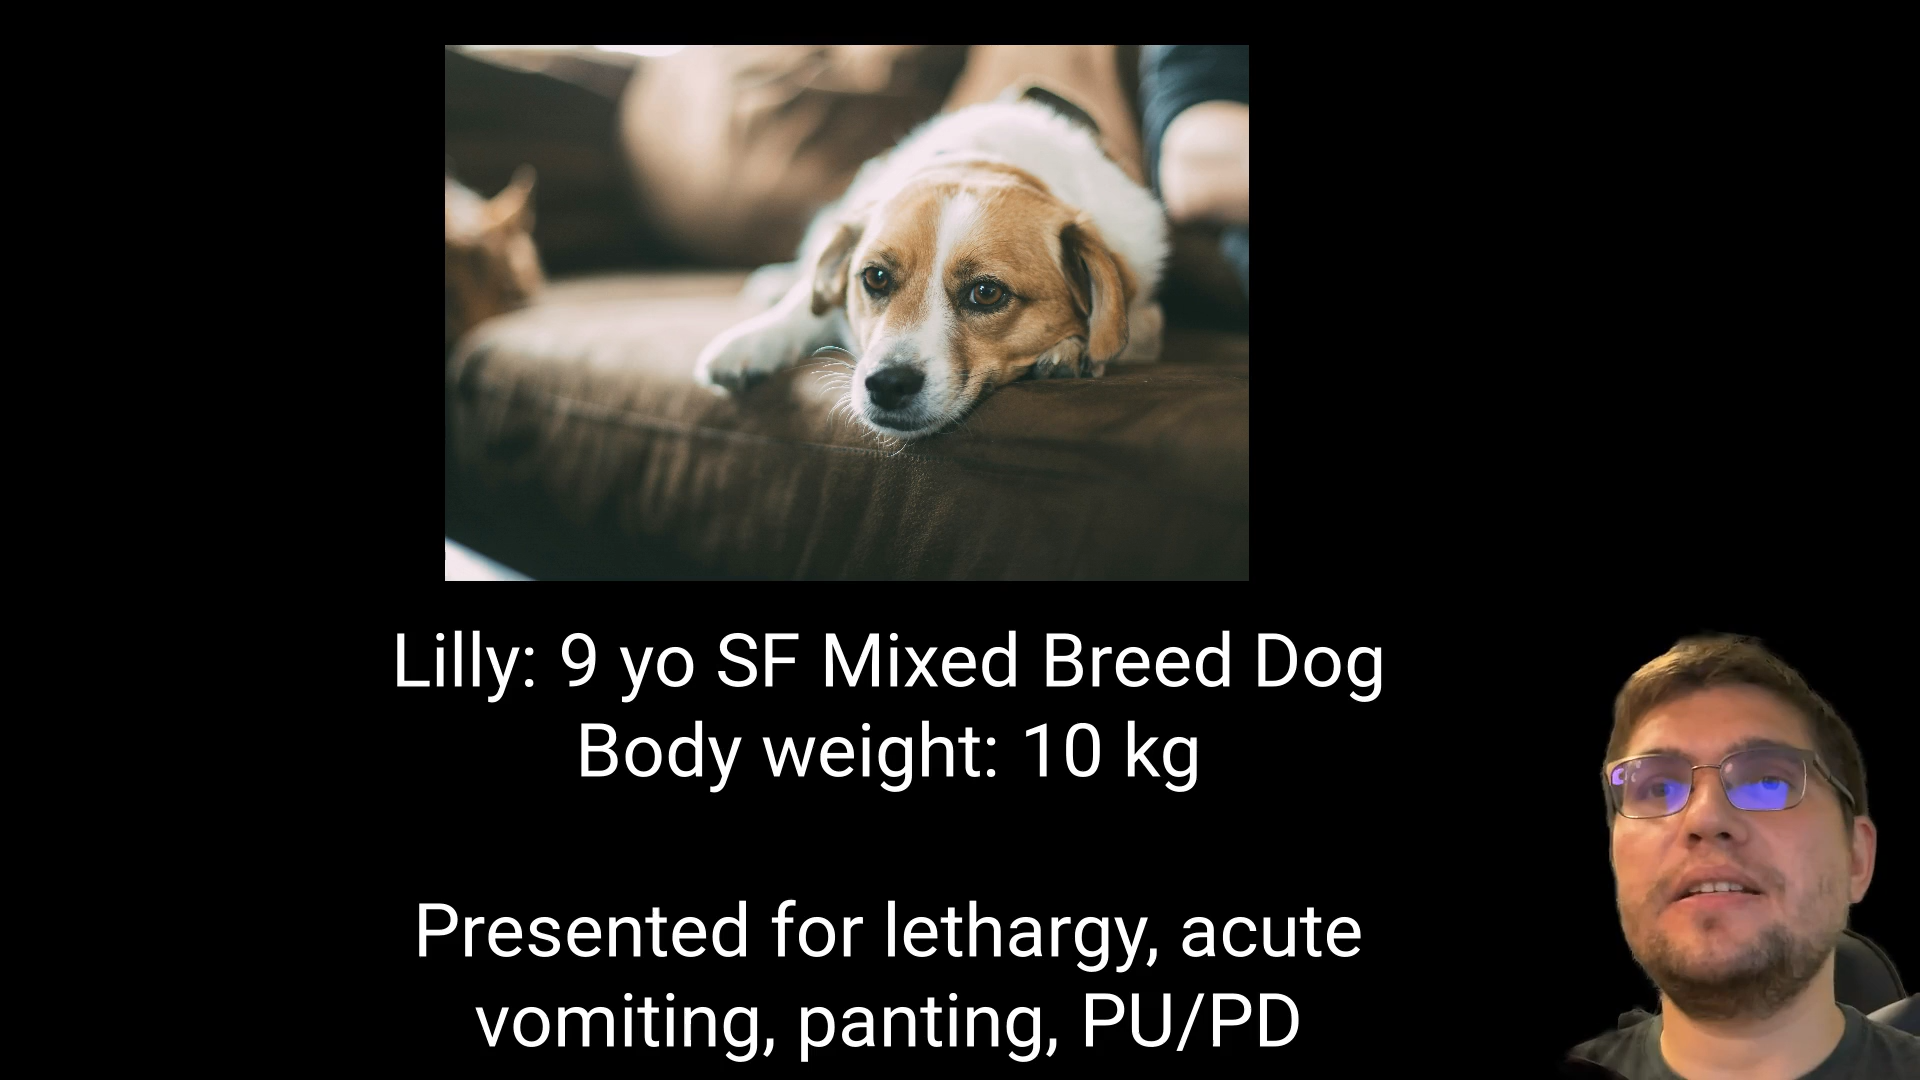 Lilly: 9 yo SF Mixed Breed Dog
Body weight: 10 kg
Presented for lethargy, acute
vomiting, panting, PU/PD